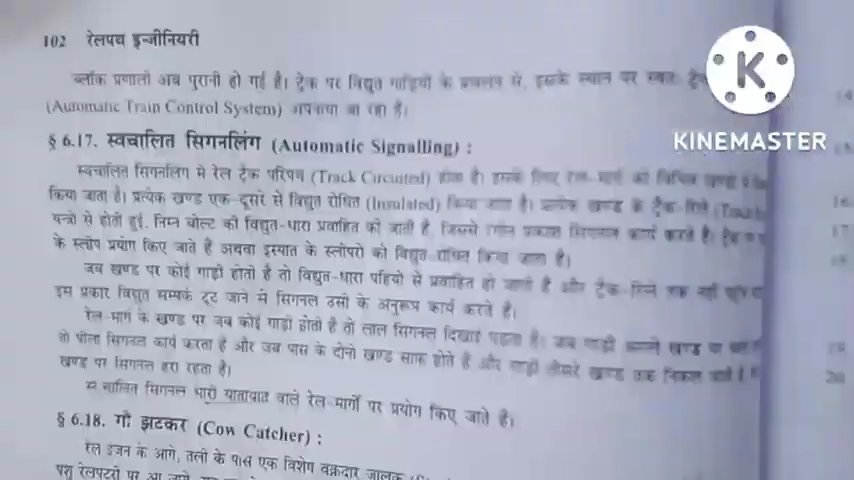 102 रेलपथ इन्जीनियरी
ब्लॉक प्रणाली अब पुरानी हो गई है। ट्रैक पर विद्युत गाड़ियों के प्रचलन से, इसके स्थान पर स्वतः ट्रेन
(Automatic Train Control System) अपनाया जा रहा है।
§ 6.17. स्वचालित सिगनलिंग (Automatic Signalling) :
स्वचालित सिगनलिंग में रेल ट्रैक परिपथ (Track Circuited) होता है। इसके लिए रेल-मार्ग को विभिन्न खण्डों में
किया जाता है। प्रत्येक खण्ड एक-दूसरे से विद्युत रोधित (Insulated) किया जाता है। प्रत्येक खण्ड के ट्रैक-रिले
यन्त्रों से होती हुई, निम्न वोल्ट की विद्युत-धारा प्रवाहित की जाती है, जिससे रंगीन प्रकाश सिगनल कार्य करते हैं। ट्रैक
के स्लीपर प्रयोग किए जाते हैं अथवा इस्पात के स्लीपरों को विद्युत-रोधित किया जाता है।
जब खण्ड पर कोई गाड़ी होती है तो विद्युत-धारा पहियों से प्रवाहित हो जाती है और ट्रैक-रिले तक नहीं पहुंच
इस प्रकार विद्युत सम्पर्क टूट जाने से सिगनल उसी के अनुरूप कार्य करते हैं।
रेल-मार्ग के खण्ड पर जब कोई गाड़ी होती है तो लाल सिगनल दिखाई पड़ता है। जब गाड़ी अगले खण्ड
तो पीला सिगनल कार्य करता है और जब पास के दोनों खण्ड साफ होते हैं और गाड़ी तीसरे खण्ड तक निकल जाती है
खण्ड पर सिगनल हरा रहता है।
सिगनल भारी यातायात वाले रेल-मार्गों पर प्रयोग किए जाते हैं।
§ 6.18. गौ झटकर (Cow Catcher) :
रेल इंजन के आगे, तली के पास एक विशेष वक्रदार जालक
पशु रेलपटरी पर आ जाये,
KINEMASTER